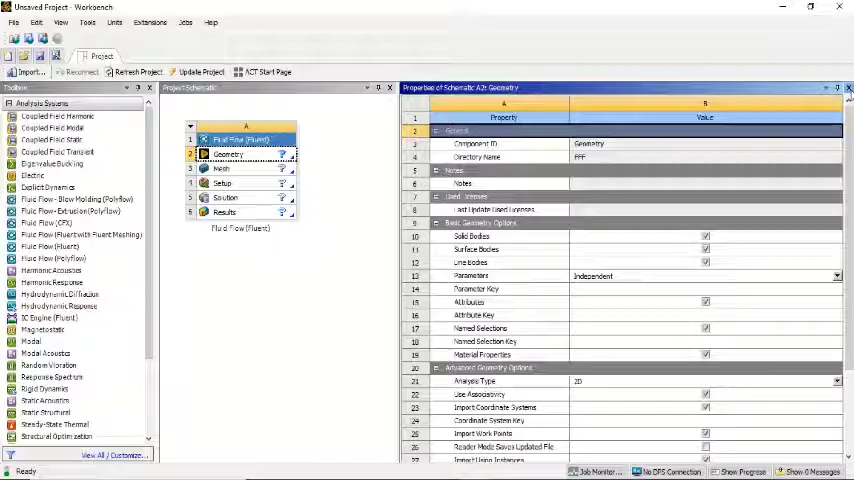 Unsaved Project - Workbench
File Edit View Tools Units Extensions Jobs Help
Project
Import... Reconnect Refresh Project Update Project ACT Start Page
Toolbox
Analysis Systems
Coupled Field Harmonic
Coupled Field Modal
Coupled Field Static
Coupled Field Transient
Eigenvalue Buckling
Electric
Explicit Dynamics
Fluid Flow - Blow Molding (Polyflow)
Fluid Flow - Extrusion (Polyflow)
Fluid Flow (CFX)
Fluid Flow (Fluent with Fluent Meshing)
Fluid Flow (Fluent)
Fluid Flow (Polyflow)
Harmonic Acoustics
Harmonic Response
Hydrodynamic Diffraction
Hydrodynamic Response
IC Engine (Fluent)
Magnetostatic
Modal
Modal Acoustics
Random Vibration
Response Spectrum
Rigid Dynamics
Static Acoustics
Static Structural
Steady-State Thermal
Structural Optimization
View All / Customize...
Project Schematic
A
1 Fluid Flow (Fluent)
2 Geometry ?
3 Mesh ?
4 Setup ?
5 Solution ?
6 Results ?
Fluid Flow (Fluent)
Properties of Schematic A2: Geometry
A B
1 Property Value
2 General
3 Component ID Geometry
4 Directory Name FFF
5 Notes
6 Notes
7 Used Licenses
8 Last Update Used Licenses
9 Basic Geometry Options
10 Solid Bodies
11 Surface Bodies
12 Line Bodies
13 Parameters Independent
14 Parameter Key
15 Attributes
16 Attribute Key
17 Named Selections
18 Named Selection Key
19 Material Properties
20 Advanced Geometry Options
21 Analysis Type 2D
22 Use Associativity
23 Import Coordinate Systems
24 Coordinate System Key
25 Import Work Points
26 Reader Mode Saves Updated File
27 Import Using Instances
Ready
Job Monitor... No DPS Connection Show Progress Show 0 Messages